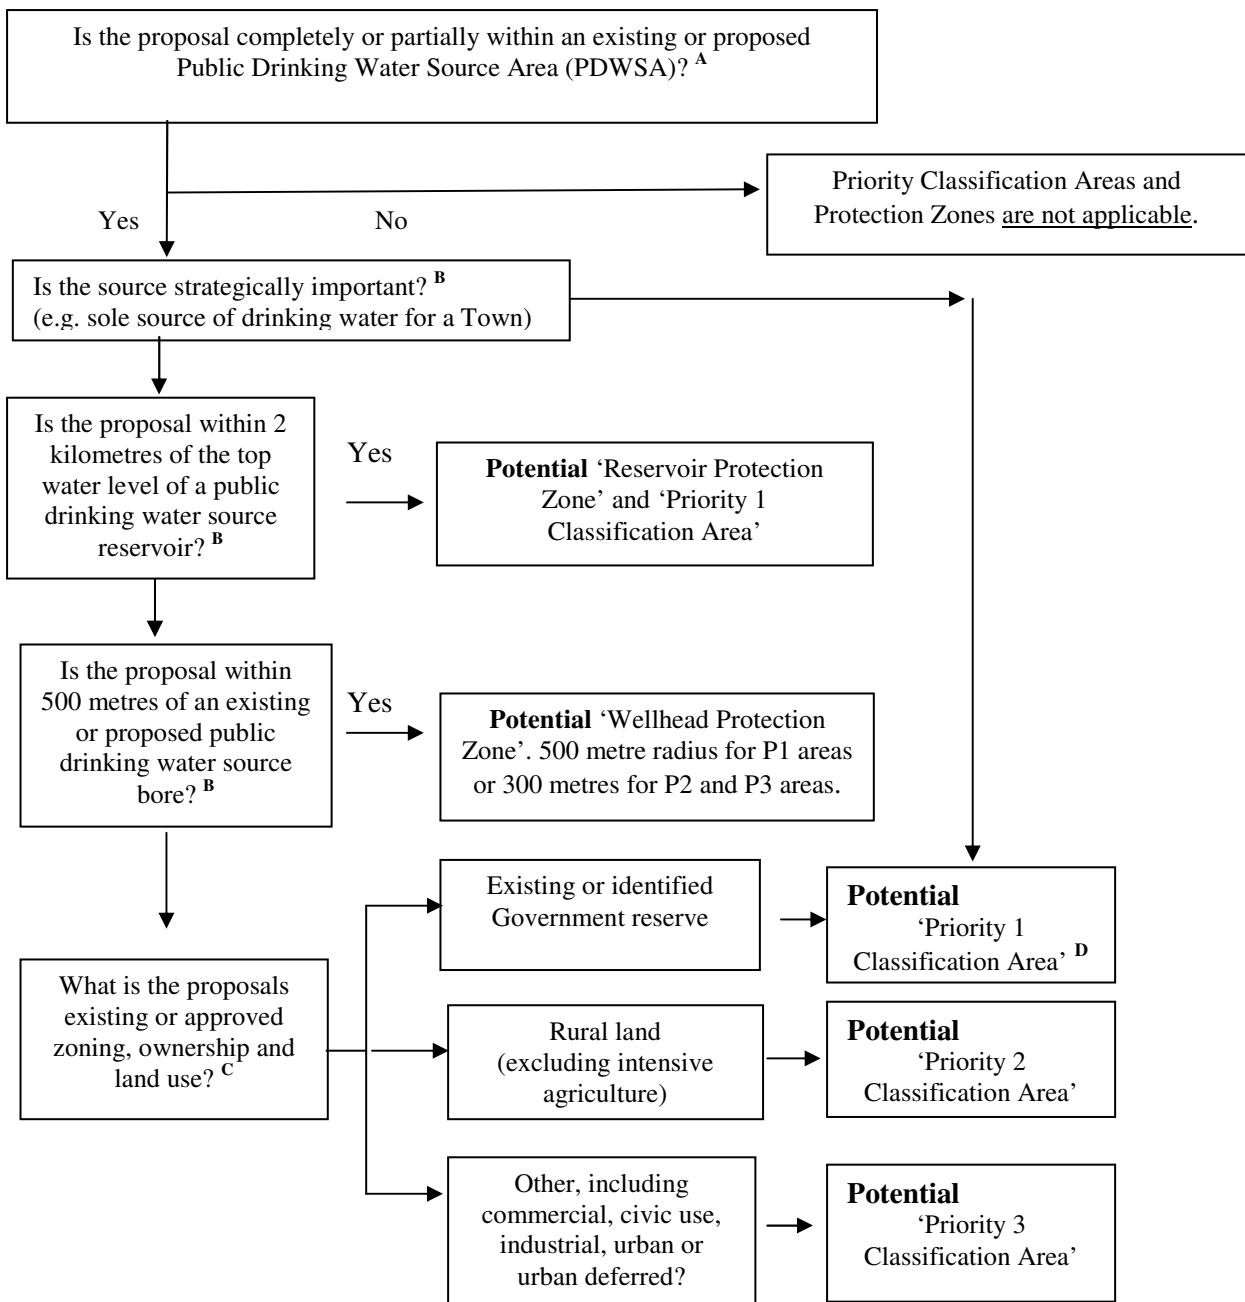 Is the proposal completely or partially within an existing or proposed
Public Drinking Water Source Area (PDWSA)? A
Priority Classification Areas and
Protection Zones are not applicable.
Yes
No
Is the source strategically important? B
(e.g. sole source of drinking water for a Town)
Is the proposal within 2
kilometres of the top
water level of a public
drinking water source
reservoir? B
Yes
Potential ‘Reservoir Protection
Zone’ and ‘Priority 1
Classification Area’
Is the proposal within
500 metres of an existing
or proposed public
drinking water source
bore? B
Yes
Potential ‘Wellhead Protection
Zone’. 500 metre radius for P1 areas
or 300 metres for P2 and P3 areas.
What is the proposals
existing or approved
zoning, ownership and
land use? C
Existing or identified
Government reserve
Potential
‘Priority 1
Classification Area’ D
Rural land
(excluding intensive
agriculture)
Potential
‘Priority 2
Classification Area’
Other, including
commercial, civic use,
industrial, urban or
urban deferred?
Potential
‘Priority 3
Classification Area’